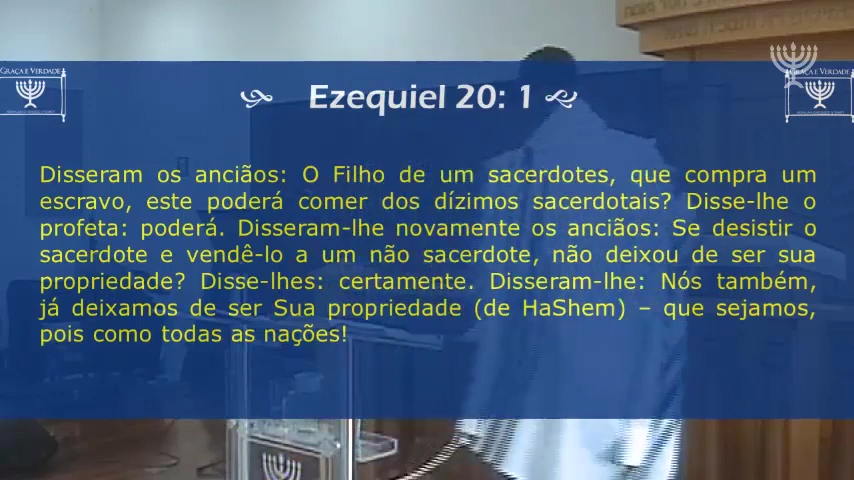 GRAÇA E VERDADE
GRAÇA E VERDADE
Ezequiel 20: 1
Disseram os anciãos: O Filho de um sacerdotes, que compra um
escravo, este poderá comer dos dízimos sacerdotais? Disse-lhe o
profeta: poderá. Disseram-lhe novamente os anciãos: Se desistir o
sacerdote e vendê-lo a um não sacerdote, não deixou de ser sua
propriedade? Disse-lhes: certamente. Disseram-lhe: Nós também,
já deixamos de ser Sua propriedade (de HaShem) – que sejamos,
pois como todas as nações!